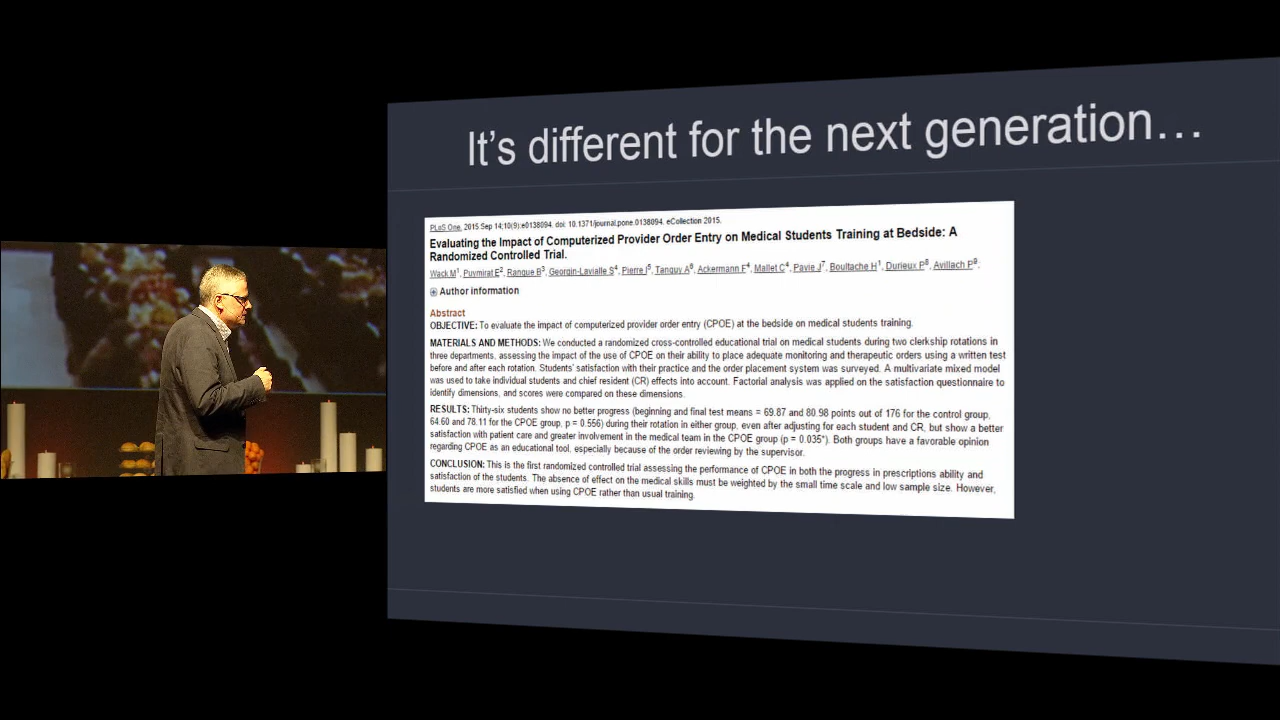 It's different for the next generation…
PLoS One. 2015 Sep 14;10(9):e0138094. doi: 10.1371/journal.pone.0138094. eCollection 2015.
Evaluating the Impact of Computerized Provider Order Entry on Medical Students Training at Bedside: A
Randomized Controlled Trial.
Wack M1, Puymirat E2, Ranque B3, Georgin-Lavialle S4, Pierre I5, Tanguy A6, Ackermann F4, Mallet C4, Pavie J7, Boultache H1, Durieux P8, Avillach P9.
Author information
Abstract
OBJECTIVE: To evaluate the impact of computerized provider order entry (CPOE) at the bedside on medical students training.
MATERIALS AND METHODS: We conducted a randomized cross-controlled educational trial on medical students during two clerkship rotations in
three departments, assessing the impact of the use of CPOE on their ability to place adequate monitoring and therapeutic orders using a written test
before and after each rotation. Students' satisfaction with their practice and the order placement system was surveyed. A multivariate mixed model
was used to take individual students and chief resident (CR) effects into account. Factorial analysis was applied on the satisfaction questionnaire to
identify dimensions, and scores were compared on these dimensions.
RESULTS: Thirty-six students show no better progress (beginning and final test means = 69.87 and 80.98 points out of 176 for the control group,
64.60 and 78.11 for the CPOE group, p = 0.556) during their rotation in either group, even after adjusting for each student and CR, but show a better
satisfaction with patient care and greater involvement in the medical team in the CPOE group (p = 0.035*). Both groups have a favorable opinion
regarding CPOE as an educational tool, especially because of the order reviewing by the supervisor.
CONCLUSION: This is the first randomized controlled trial assessing the performance of CPOE in both the progress in prescriptions ability and
satisfaction of the students. The absence of effect on the medical skills must be weighted by the small time scale and low sample size. However,
students are more satisfied when using CPOE rather than usual training.